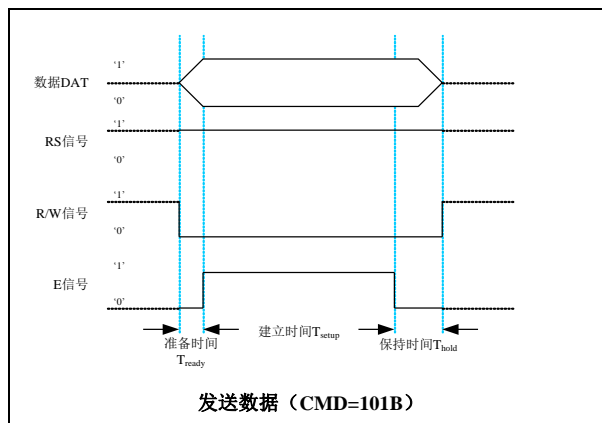 ‘1’
数据DAT
‘0’
‘1’
RS信号
‘0’
‘1’
R/W信号
‘0’
‘1’
E信号
‘0’
准备时间
Tready
建立时间Tsetup
保持时间Thold
发送数据（CMD=101B）